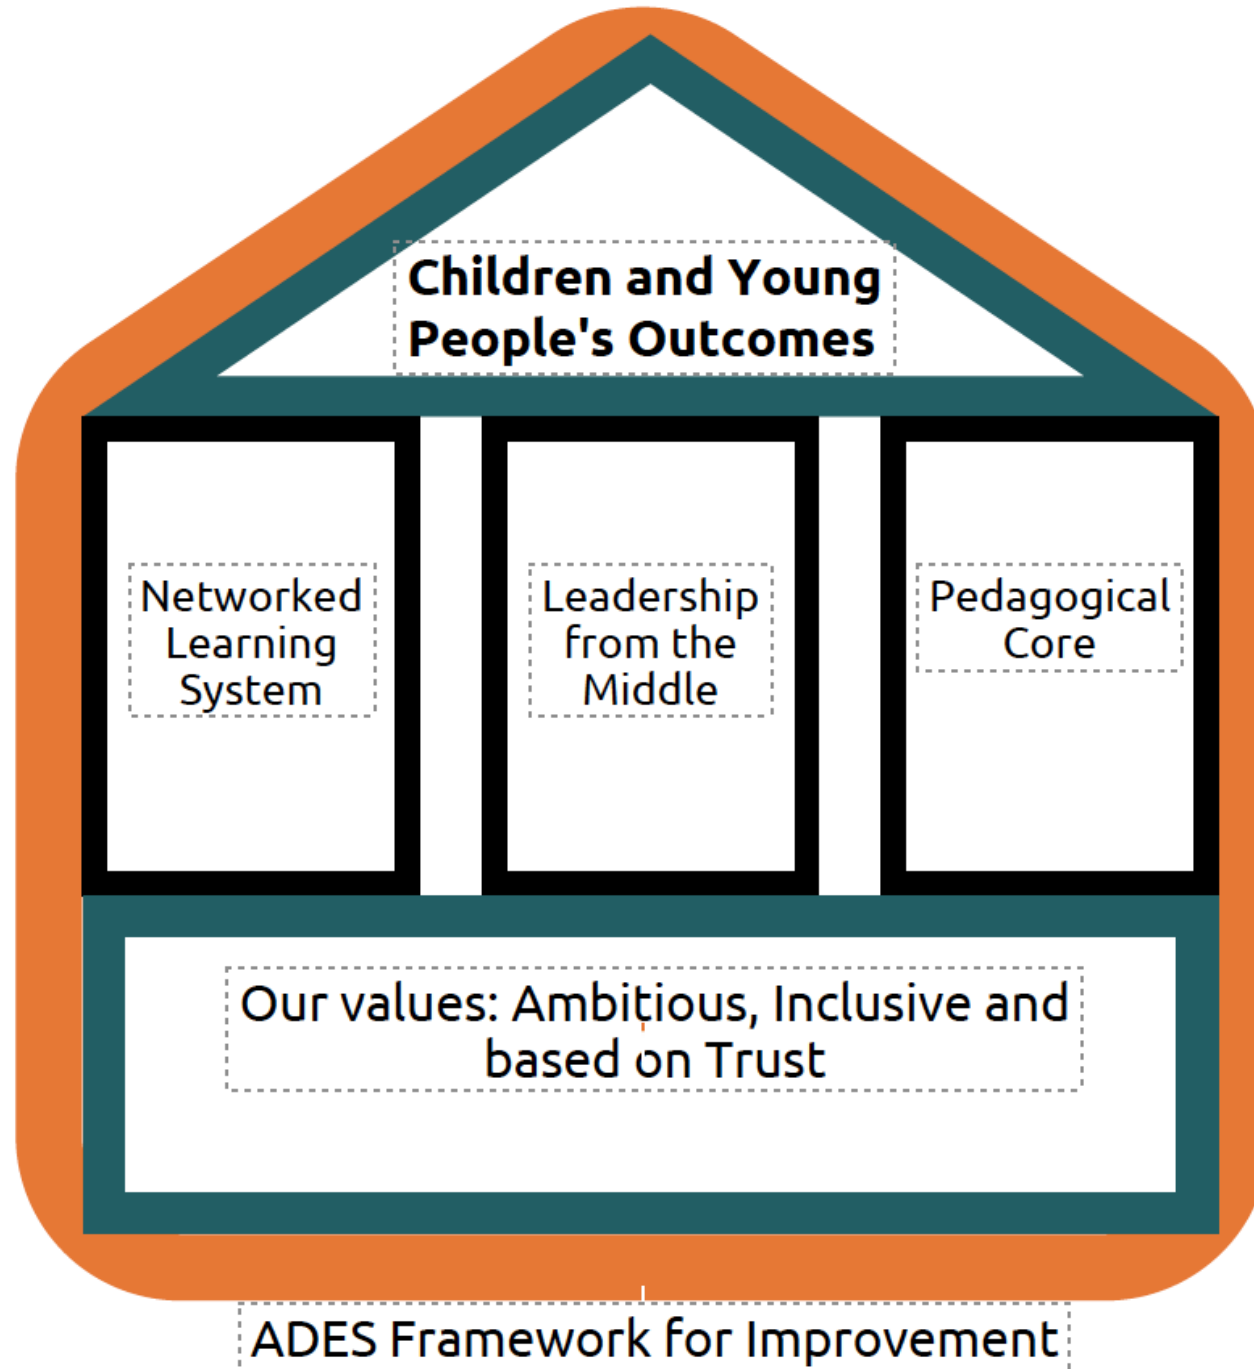 Children and Young
People's Outcomes
Networked
Learning
System
Leadership
from the
Middle
Pedagogical
Core
Our values: Ambitious, Inclusive and
based on Trust
ADES Framework for Improvement